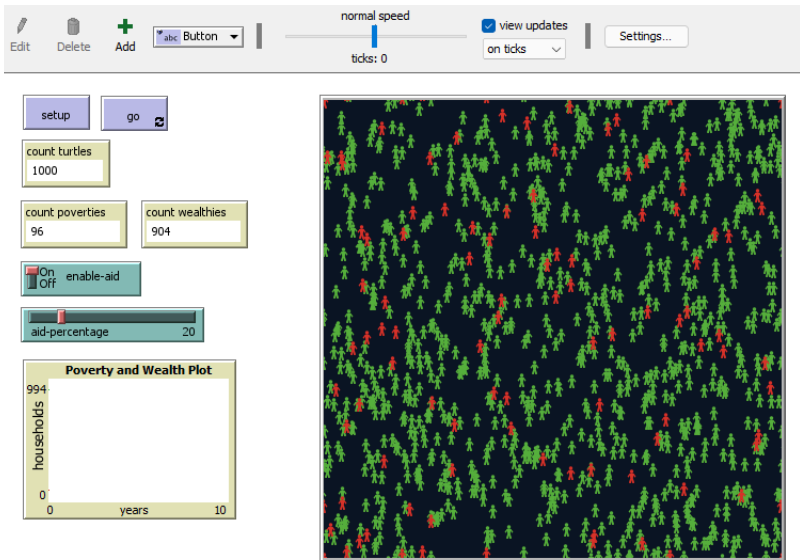 normal speed
view updates
Edit Delete Add abc Button ticks: 0 on ticks Settings...
setup go
count turtles
1000
count poverties count wealthies
96 904
On
Off enable-aid
aid-percentage 20
Poverty and Wealth Plot
994
households
0
0 years 10